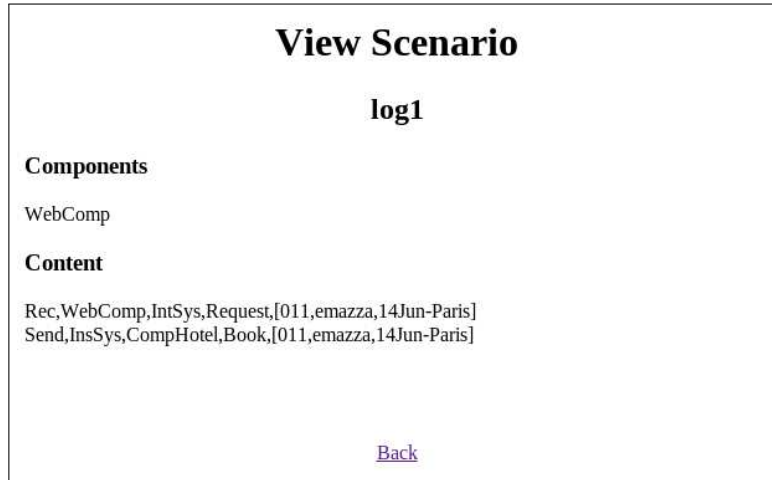 View Scenario
log1
Components
WebComp
Content
Rec,WebComp,IntSys,Request,[011,emazza,14Jun-Paris]
Send,InsSys,CompHotel,Book,[011,emazza,14Jun-Paris]
Back